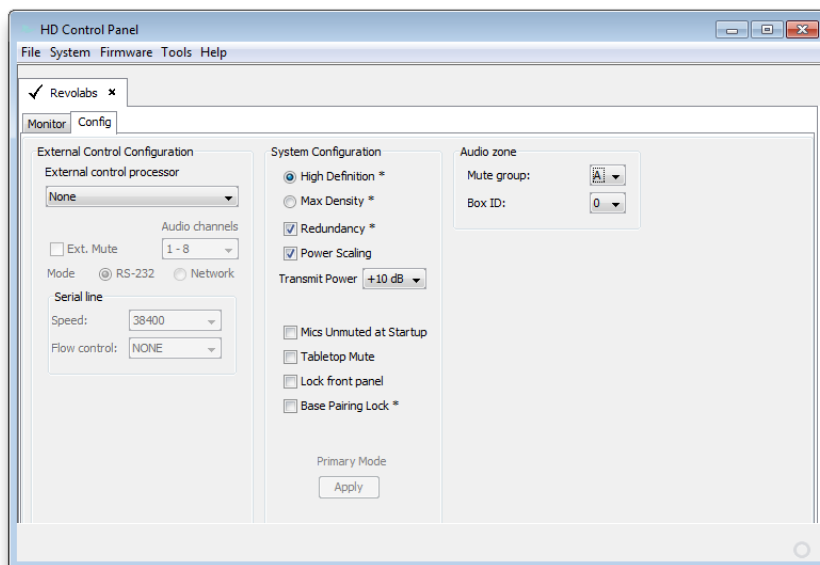 HD Control Panel
File System Firmware Tools Help
Revolabs
Monitor Config
External Control Configuration
External control processor
None
Audio channels
Ext. Mute 1 - 8
Mode RS-232 Network
Serial line
Speed: 38400
Flow control: NONE
System Configuration
High Definition *
Max Density *
Redundancy *
Power Scaling
Transmit Power +10 dB
Mics Unmuted at Startup
Tabletop Mute
Lock front panel
Base Pairing Lock *
Primary Mode
Apply
Audio zone
Mute group: A
Box ID: 0